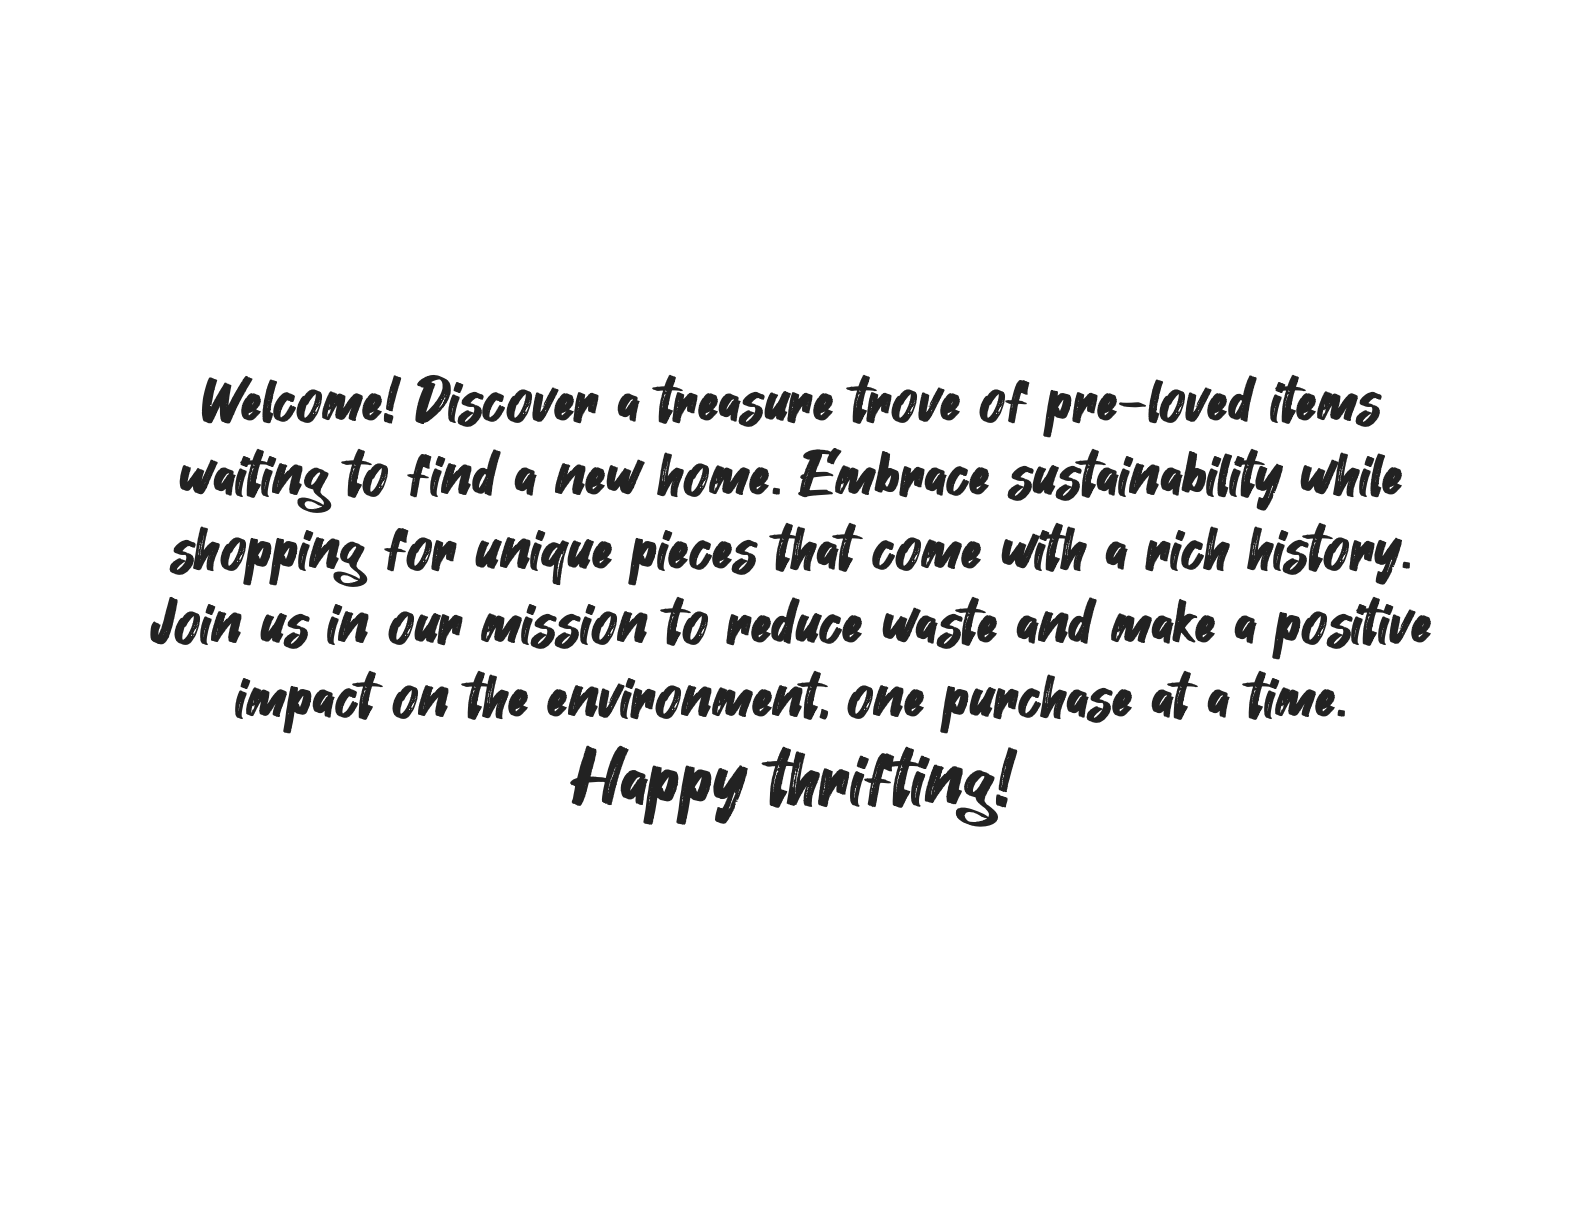 Welcome! Discover a treasure trove of pre-loved items
waiting to find a new home. Embrace sustainability while
shopping for unique pieces that come with a rich history.
Join us in our mission to reduce waste and make a positive
impact on the environment, one purchase at a time.
Happy thrifting!